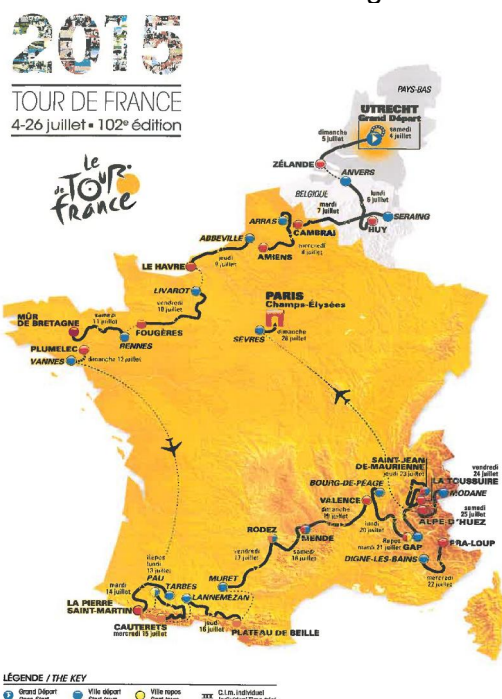 2015
TOUR DE FRANCE
4-26 juillet • 102e édition
Le
Tour
de
france
PAYS-BAS
UTRECHT
Grand Départ
samedi
4 juillet
dimanche
5 juillet
ZÉLANDE
ANVERS
BELGIQUE
lundi
6 juillet
mardi
7 juillet
SERAING
HUY
ARRAS
CAMBRAI
ABBEVILLE
mercredi
8 juillet
AMIENS
jeudi
9 juillet
LE HAVRE
LIVAROT
vendredi
10 juillet
PARIS
Champs-Élysées
MÛR
DE BRETAGNE
samedi
11 juillet
FOUGÈRES
RENNES
dimanche
26 juillet
SÈVRES
PLUMELEC
VANNES
dimanche 12 juillet
SAINT-JEAN
DE-MAURIENNE
jeudi 23 juillet
vendredi
24 juillet
LA TOUSSUIRE
MODANE
BOURG-DE-PÉAGE
VALENCE
dimanche
19 juillet
samedi
25 juillet
ALPE-D'HUEZ
lundi
20 juillet
RODEZ
MENDE
Repos
mardi 21 juillet
GAP
PRA-LOUP
DIGNE-LES-BAINS
vendredi
17 juillet
samedi
18 juillet
mercredi
22 juillet
Repos
lundi
13 juillet
PAU
mardi
14 juillet
TARBES
MURET
LANNEMEZAN
LA PIERRE
SAINT-MARTIN
jeudi
16 juillet
PLATEAU DE BEILLE
CAUTERETS
mercredi 15 juillet
LÉGENDE / THE KEY
Grand Départ
Ville départ
Ville repos
C.l.m. individuel